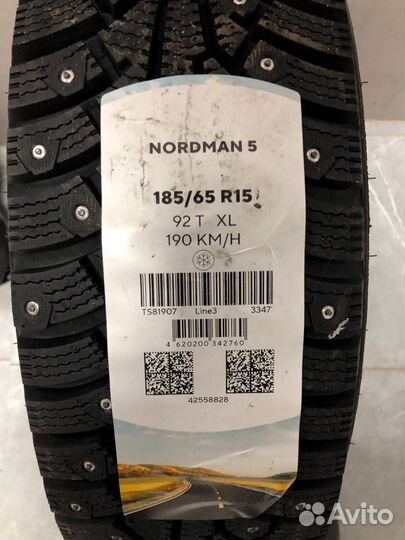 NORDMAN 5
185/65 R15
92 T XL
190 KM/H
TS81907 Line3 3347
4 620200 342760
42558828
Avito